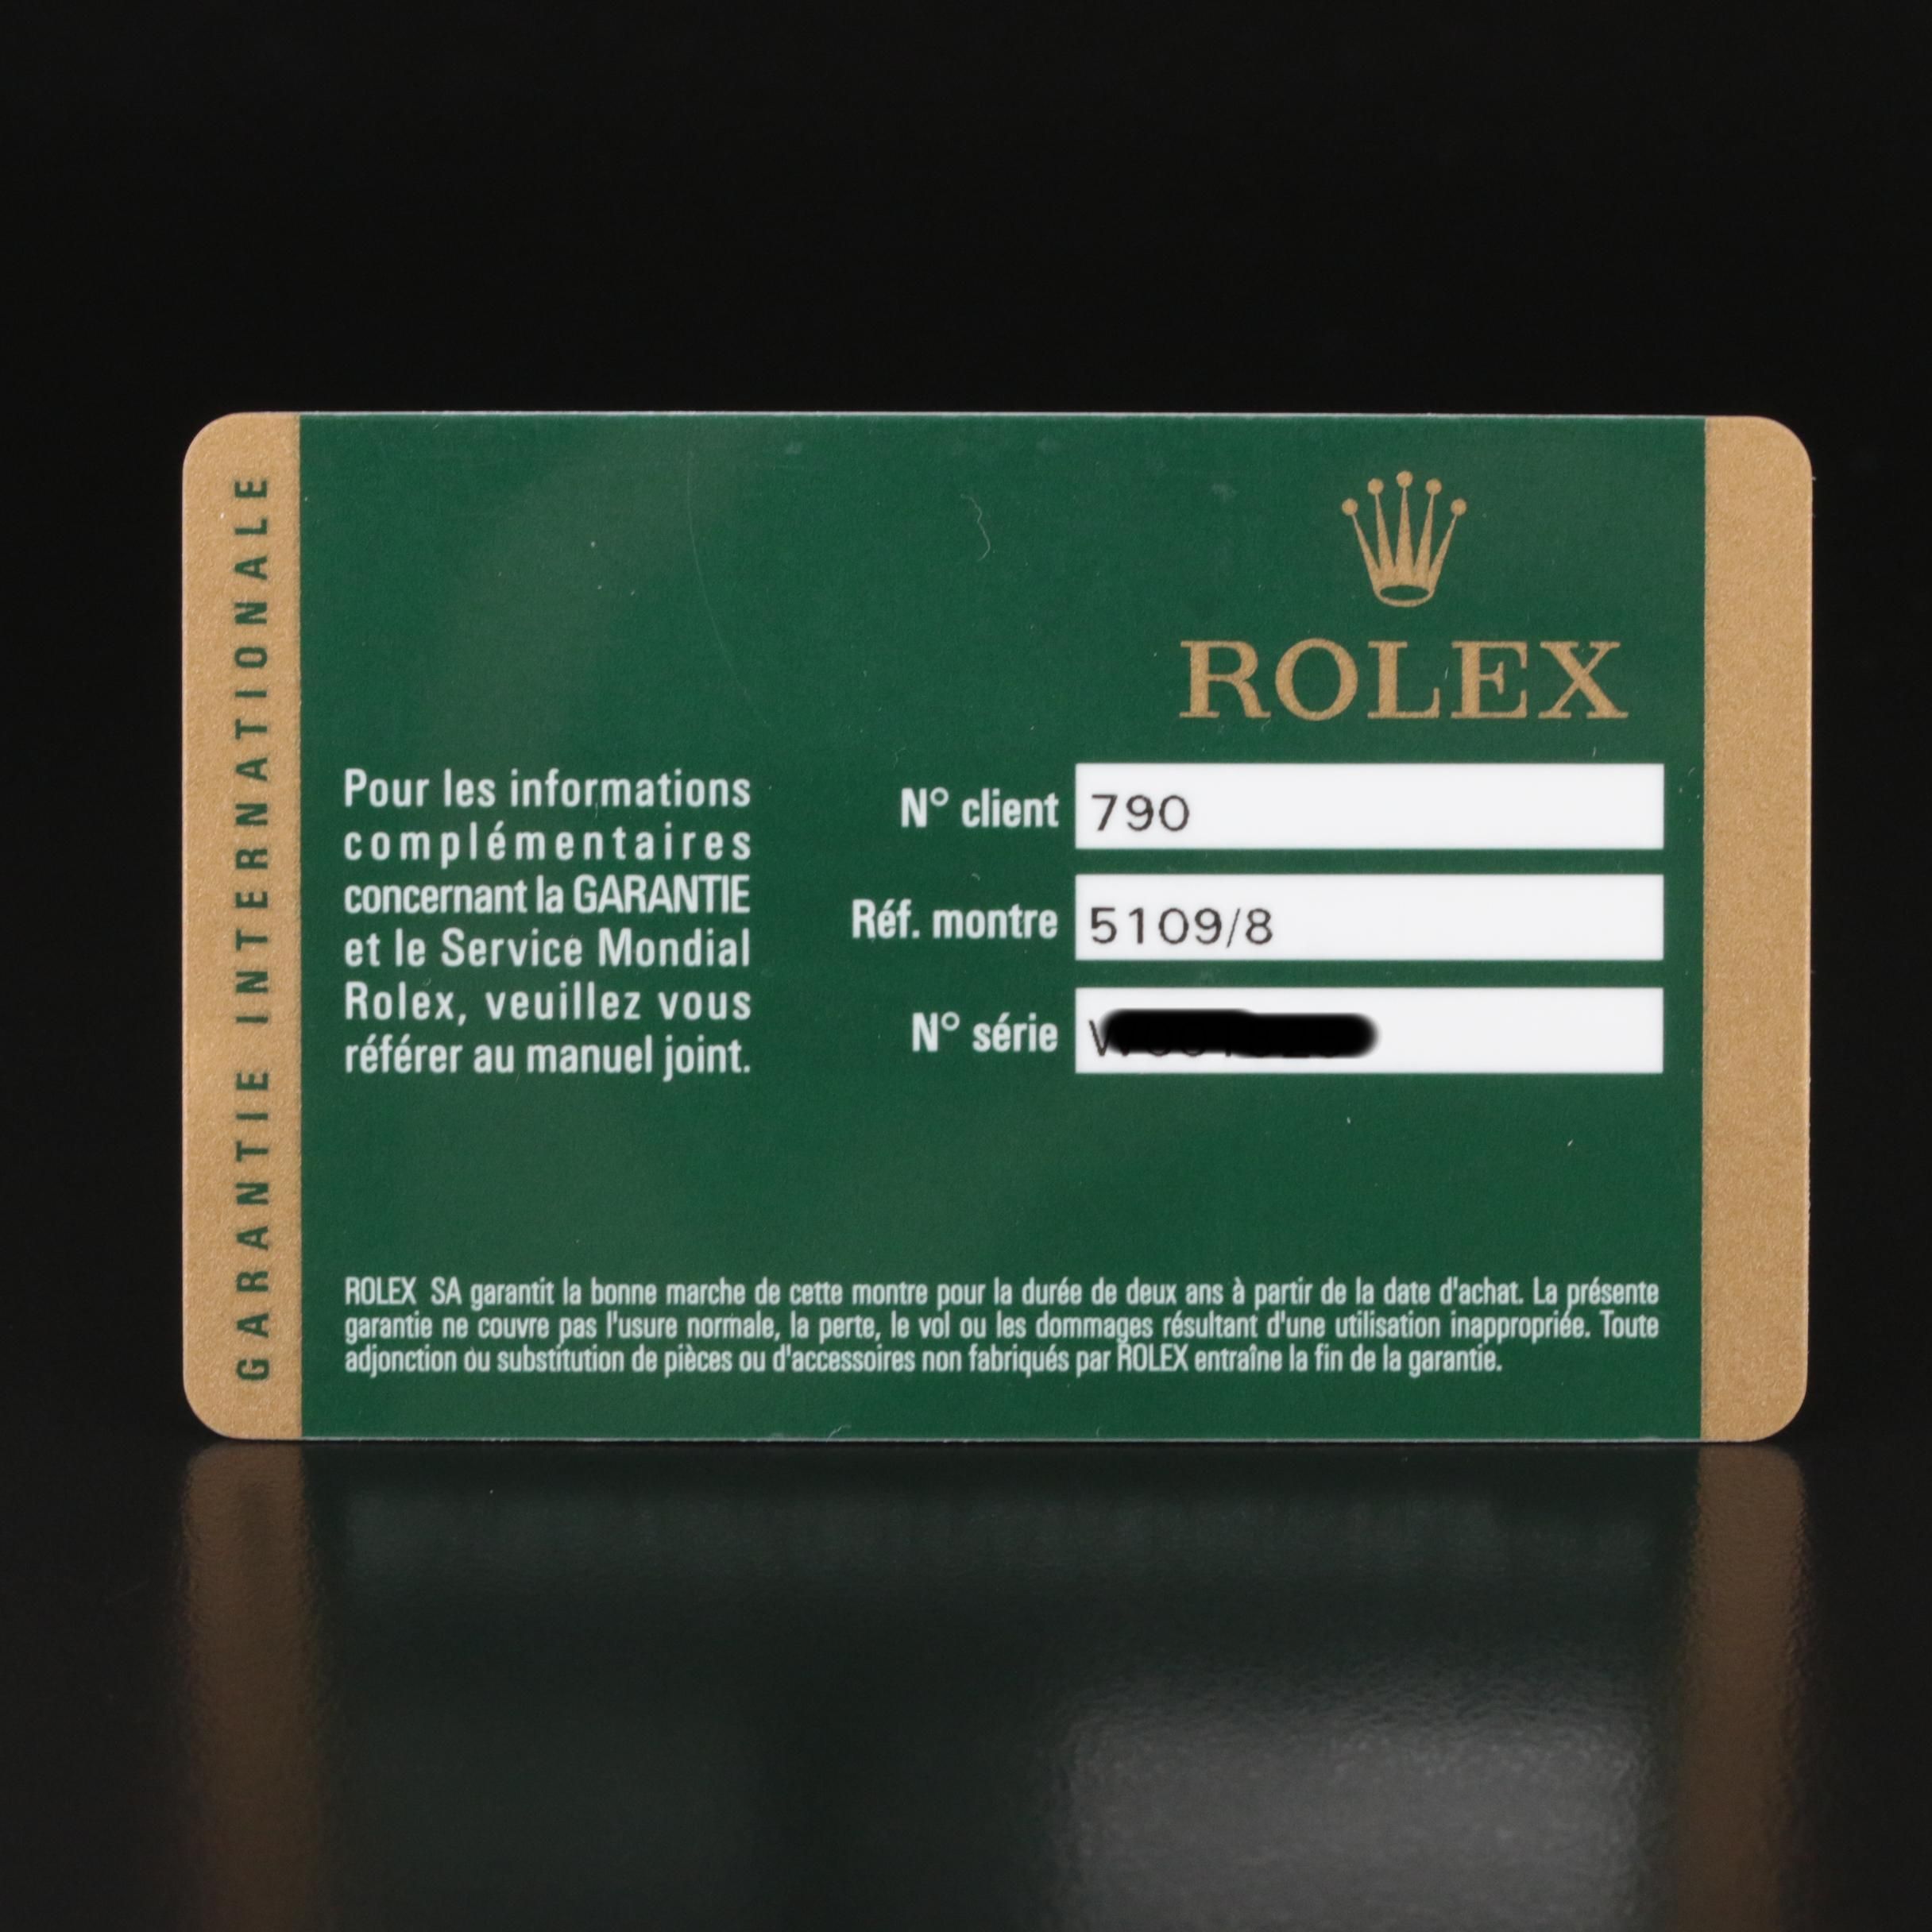 GARANTIE INTERNATIONALE
ROLEX
Pour les informations
complémentaires
concernant la GARANTIE
et le Service Mondial
Rolex, veuillez vous
référer au manuel joint.
N° client 790
Réf. montre 5109/8
N° série
ROLEX SA garantit la bonne marche de cette montre pour la durée de deux ans à partir de la date d'achat. La présente
garantie ne couvre pas l'usure normale, la perte, le vol ou les dommages résultant d'une utilisation inappropriée. Toute
adjonction ou substitution de pièces ou d'accessoires non fabriqués par ROLEX entraîne la fin de la garantie.